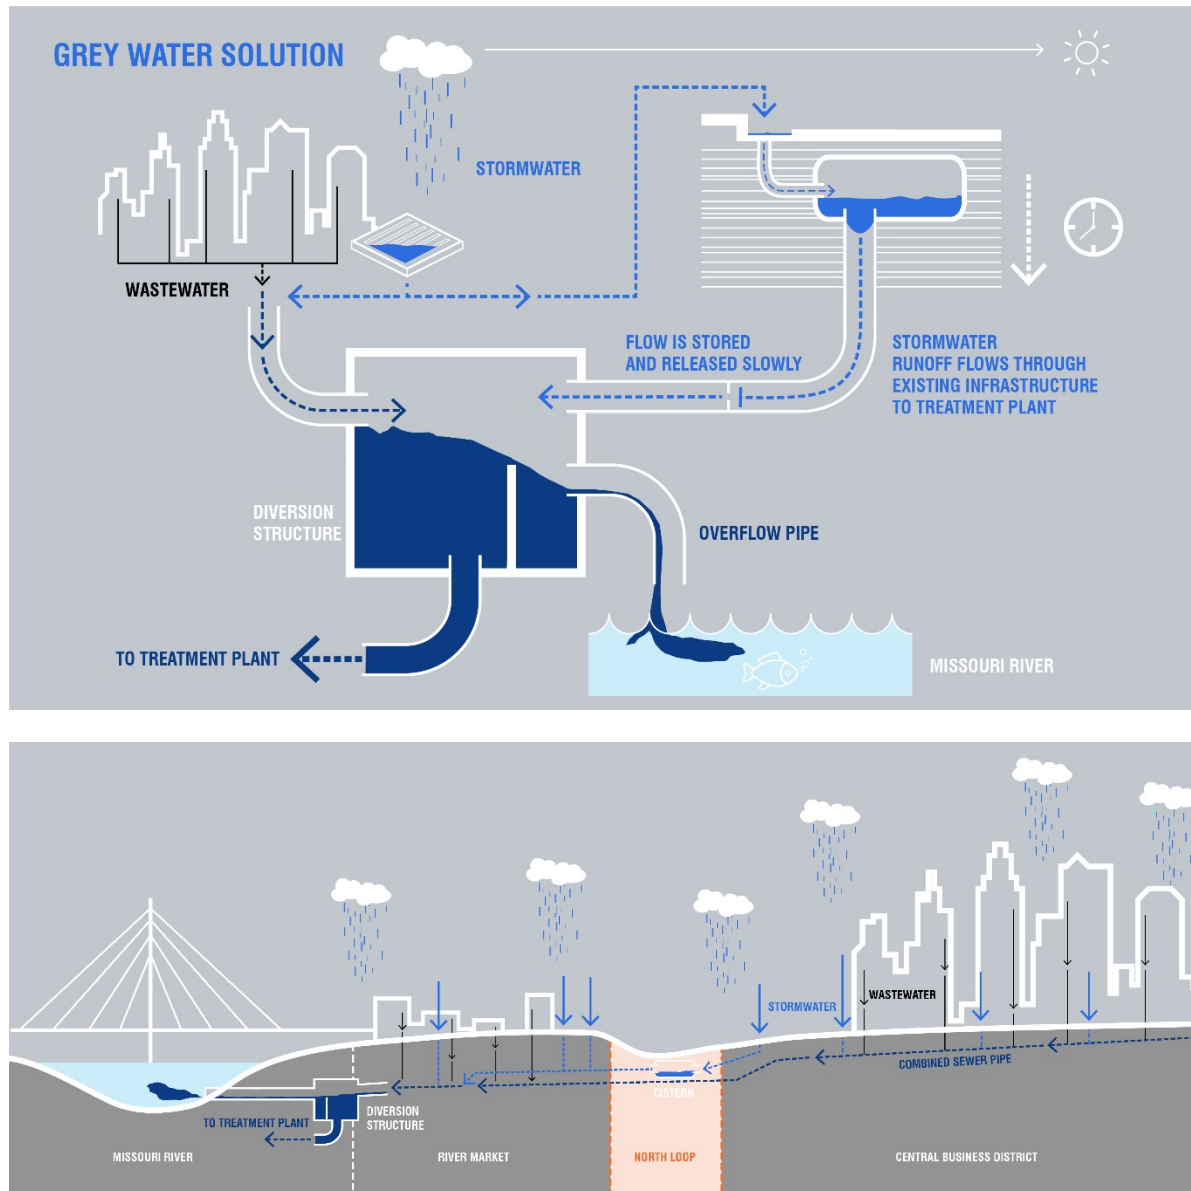 GREY WATER SOLUTION
STORMWATER
WASTEWATER
FLOW IS STORED
AND RELEASED SLOWLY
STORMWATER
RUNOFF FLOWS THROUGH
EXISTING INFRASTRUCTURE
TO TREATMENT PLANT
DIVERSION
STRUCTURE
OVERFLOW PIPE
TO TREATMENT PLANT
MISSOURI RIVER
WASTEWATER
STORMWATER
COMBINED SEWER PIPE
CISTERN
DIVERSION
STRUCTURE
TO TREATMENT PLANT
MISSOURI RIVER
RIVER MARKET
NORTH LOOP
CENTRAL BUSINESS DISTRICT